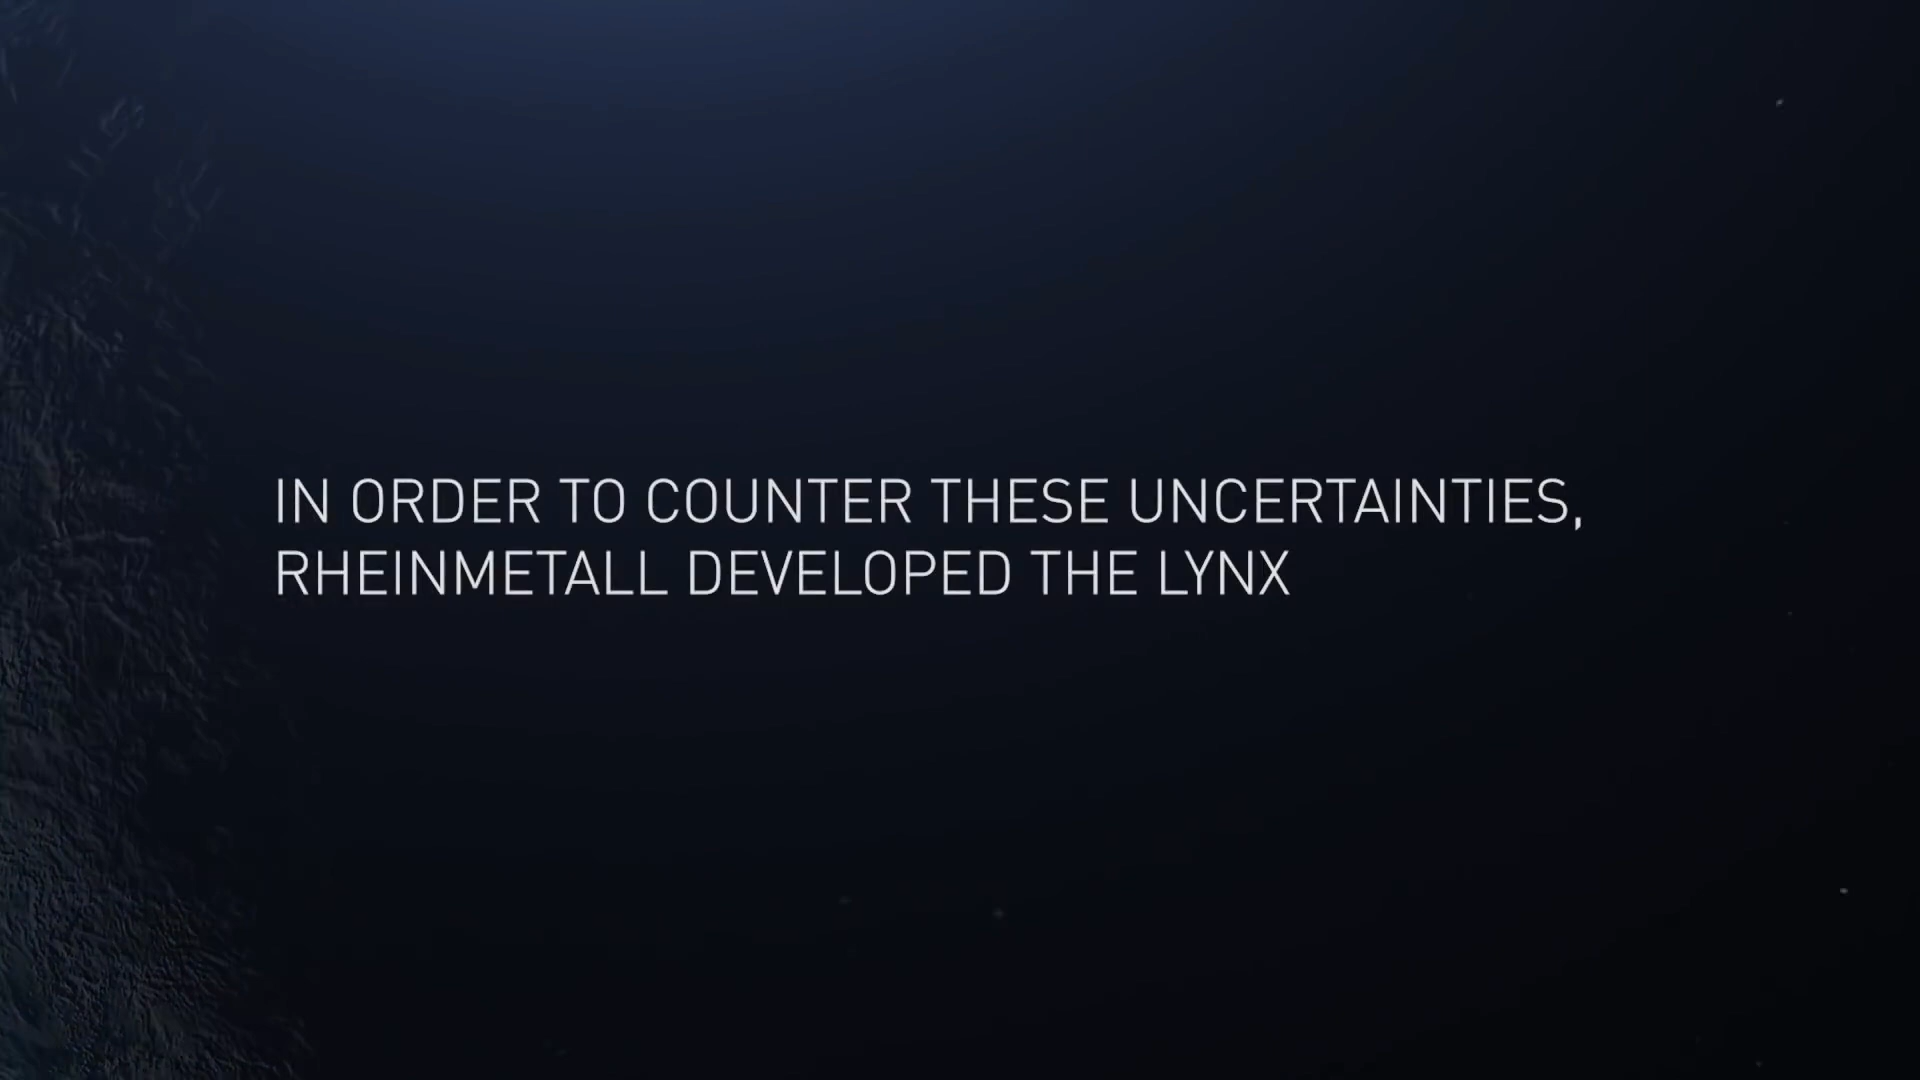 IN ORDER TO COUNTER THESE UNCERTAINTIES,
RHEINMETALL DEVELOPED THE LYNX